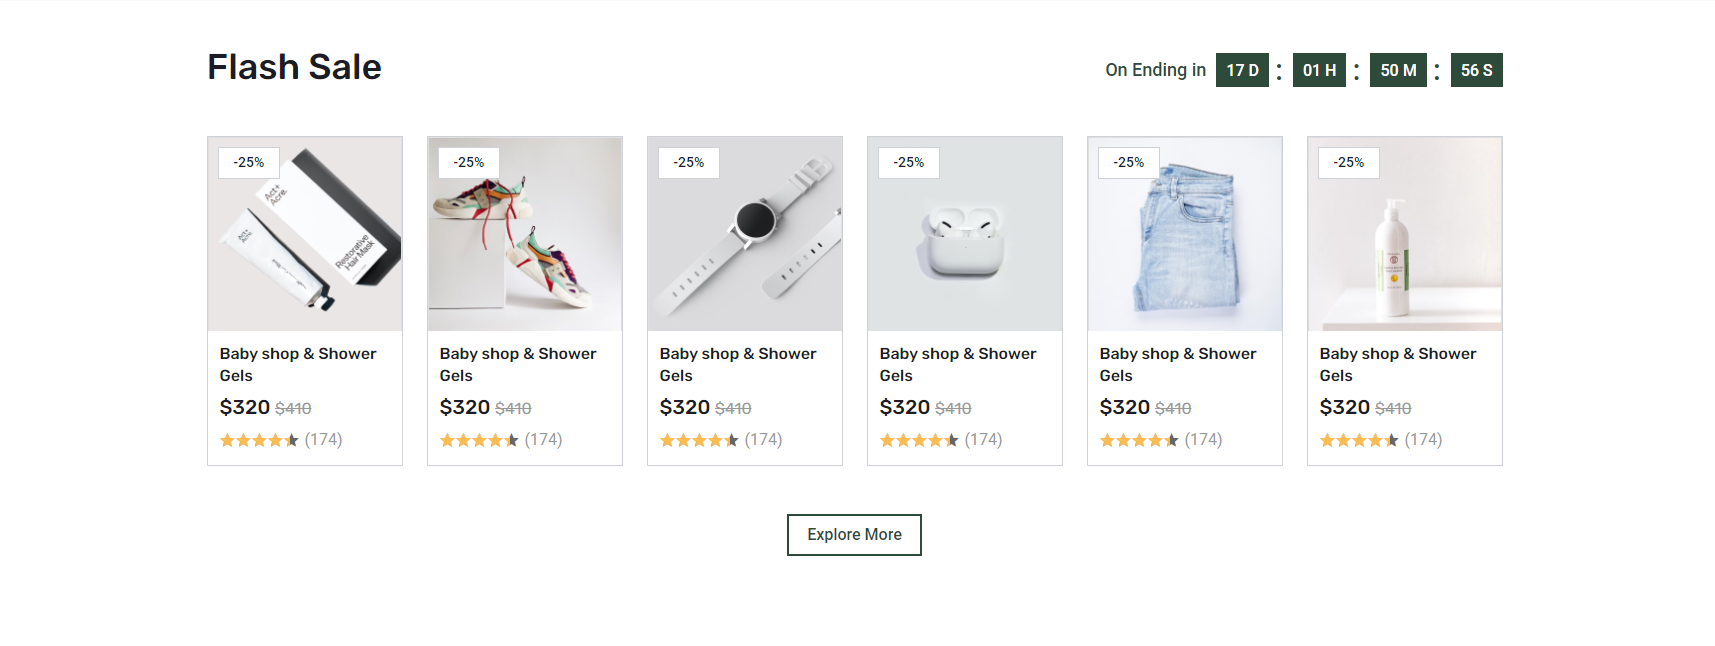 Flash Sale
On Ending in 17 D : 01 H : 50 M : 56 S
-25%
Act+
Acre.
Restorative
Hair Mask
Act+
Acre.
Baby shop & Shower
Gels
$320 $410
(174)
-25%
Baby shop & Shower
Gels
$320 $410
(174)
-25%
Baby shop & Shower
Gels
$320 $410
(174)
-25%
Baby shop & Shower
Gels
$320 $410
(174)
-25%
Baby shop & Shower
Gels
$320 $410
(174)
-25%
Baby shop & Shower
Gels
$320 $410
(174)
Explore More